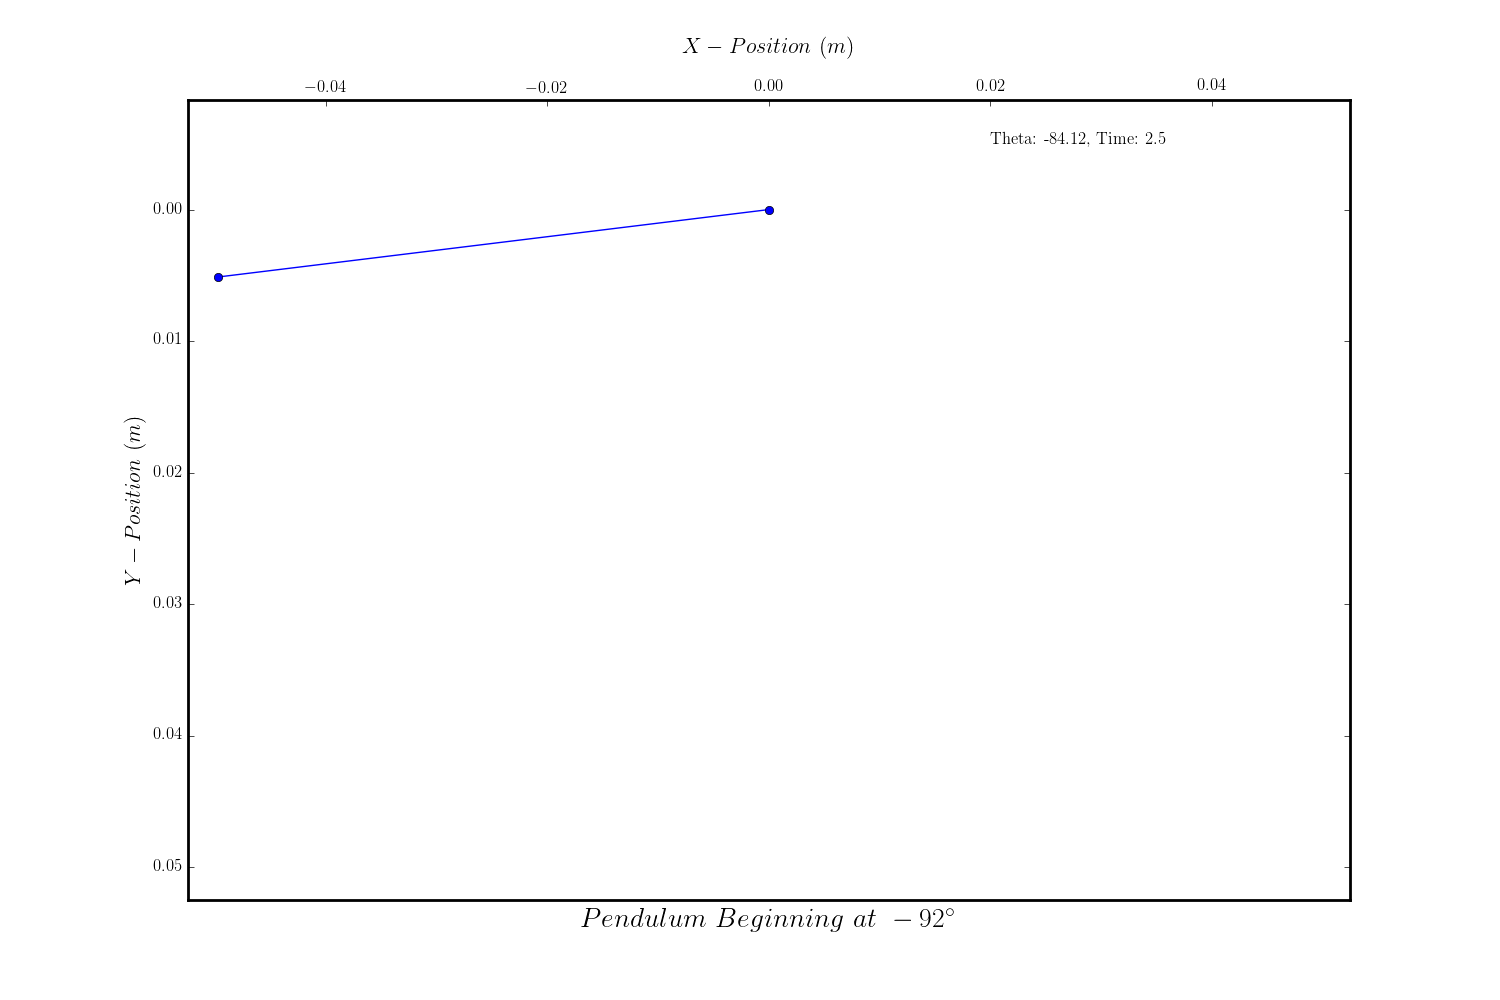 X − Position (m)
−0.04 −0.02 0.00 0.02 0.04
Theta: -84.12, Time: 2.5
0.00
0.01
0.02
0.03
0.04
0.05
Y − Position (m)
Pendulum Beginning at − 92°